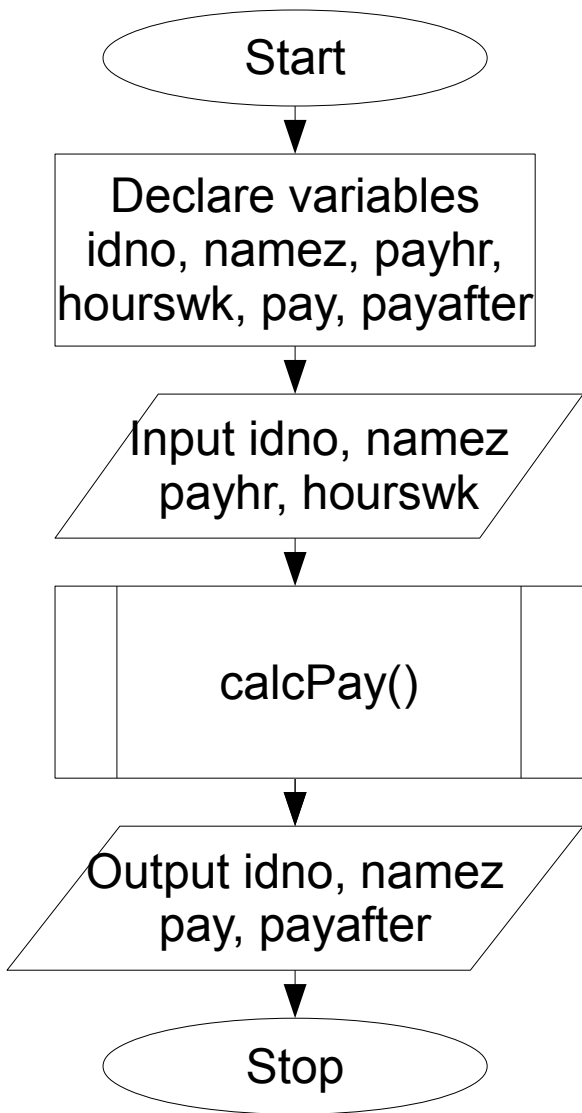 Start
Declare variables
idno, namez, payhr,
hourswk, pay, payafter
Input idno, namez
payhr, hourswk
calcPay()
Output idno, namez
pay, payafter
Stop